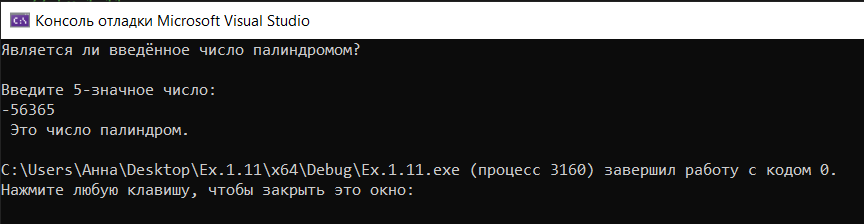 Консоль отладки Microsoft Visual Studio
Является ли введённое число палиндромом?
Введите 5-значное число:
-56365
Это число палиндром.
C:\Users\Анна\Desktop\Ex.1.11\x64\Debug\Ex.1.11.exe (процесс 3160) завершил работу с кодом 0.
Нажмите любую клавишу, чтобы закрыть это окно: